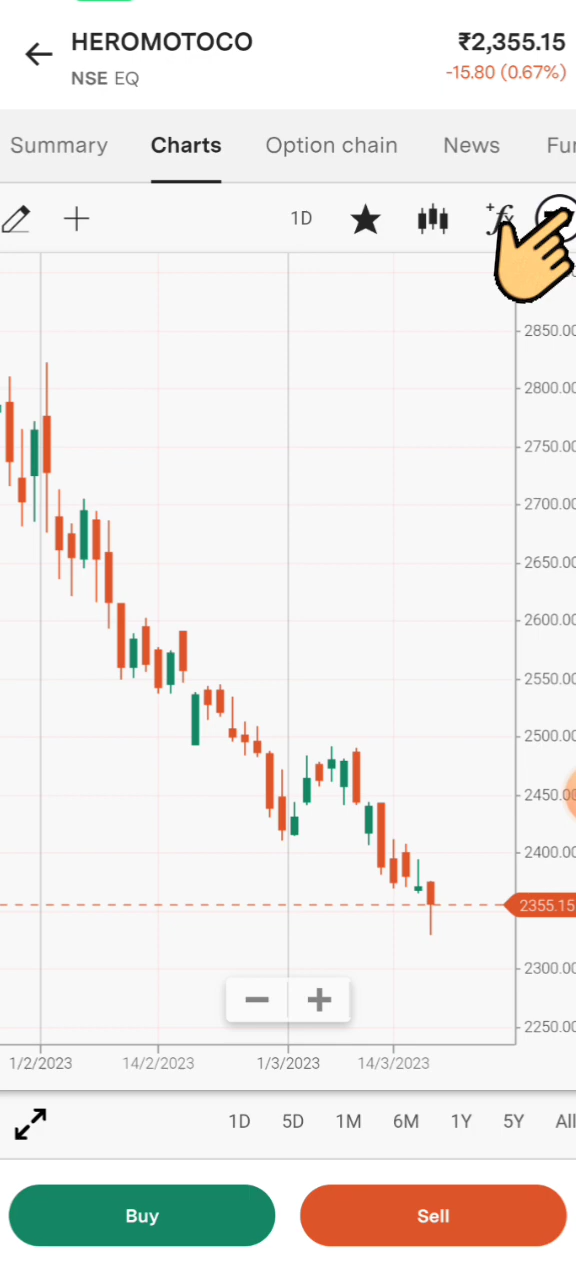 HEROMOTOCO
₹2,355.15
NSE EQ
-15.80 (0.67%)
Summary Charts Option chain News Fu
1D
2850.00
2800.00
2750.00
2700.00
2650.00
2600.00
2550.00
2500.00
2450.00
2400.00
2355.15
2300.00
2250.00
1/2/2023 14/2/2023 1/3/2023 14/3/2023
1D 5D 1M 6M 1Y 5Y All
Buy Sell